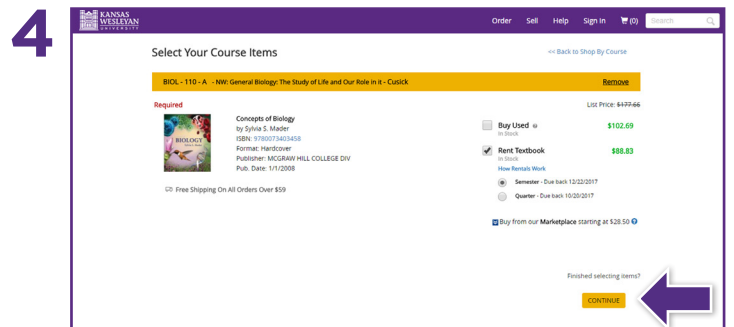 4
KANSAS
WESLEYAN
UNIVERSITY
Order Sell Help Sign In (0) Search
Select Your Course Items
<< Back to Shop By Course
BIOL - 110 - A - NW: General Biology: The Study of Life and Our Role in it - Cusick Remove
Required
List Price: $177.66
BIOLOGY
Concepts of Biology
by Sylvia S. Mader
ISBN: 9780073403458
Format: Hardcover
Publisher: MCGRAW HILL COLLEGE DIV
Pub. Date: 1/1/2008
Free Shipping On All Orders Over $59
Buy Used $102.69
In Stock
Rent Textbook $88.83
In Stock
How Rentals Work
Semester - Due back 12/22/2017
Quarter - Due back 10/20/2017
Buy from our Marketplace starting at $28.50 ?
Finished selecting items?
CONTINUE